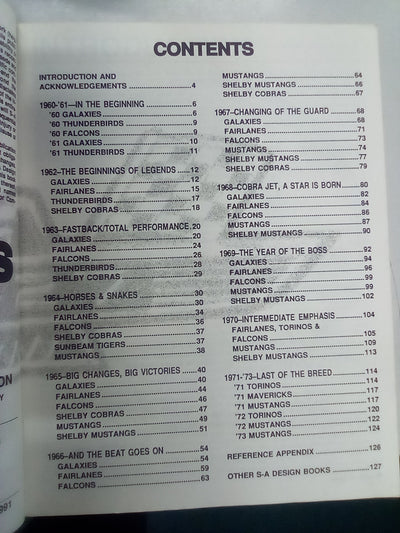 CONTENTS
INTRODUCTION AND
ACKNOWLEDGEMENTS ........ 4
1960-'61—IN THE BEGINNING ........ 6
'60 GALAXIES ........ 6
'60 THUNDERBIRDS ........ 9
'60 FALCONS ........ 9
'61 GALAXIES ........ 10
'61 THUNDERBIRDS ........ 11
1962–THE BEGINNINGS OF LEGENDS ..12
GALAXIES ........ 12
FAIRLANES ........ 15
THUNDERBIRDS ........ 17
SHELBY COBRAS ........ 18
1963–FASTBACK/TOTAL PERFORMANCE.20
GALAXIES ........ 20
FAIRLANES ........ 24
FALCONS ........ 26
THUNDERBIRDS ........ 28
SHELBY COBRAS ........ 29
1964–HORSES & SNAKES ........ 30
GALAXIES ........ 30
FAIRLANES ........ 34
FALCONS ........ 36
SHELBY COBRAS ........ 37
SUNBEAM TIGERS ........ 37
MUSTANGS ........ 38
1965–BIG CHANGES, BIG VICTORIES ..... 40
GALAXIES ........ 40
FAIRLANES ........ 44
FALCONS ........ 46
SHELBY COBRAS ........ 47
MUSTANGS ........ 49
SHELBY MUSTANGS ........ 51
1966–AND THE BEAT GOES ON ........ 54
GALAXIES ........ 54
FAIRLANES ........ 59
FALCONS ........ 63
MUSTANGS ........ 64
SHELBY MUSTANGS ........ 66
SHELBY COBRAS ........ 67
1967–CHANGING OF THE GUARD ........ 68
GALAXIES ........ 68
FAIRLANES ........ 71
FALCONS ........ 73
MUSTANGS ........ 74
SHELBY MUSTANGS ........ 77
SHELBY COBRAS ........ 79
1968–COBRA JET, A STAR IS BORN ........ 80
GALAXIES ........ 82
FAIRLANES ........ 84
FALCONS ........ 86
MUSTANGS ........ 87
SHELBY MUSTANGS ........ 90
1969–THE YEAR OF THE BOSS ........ 92
GALAXIES ........ 94
FAIRLANES ........ 96
FALCONS ........ 99
MUSTANGS ........ 99
SHELBY MUSTANGS ........ 102
1970–INTERMEDIATE EMPHASIS ........ 104
FAIRLANES, TORINOS &
FALCONS ........ 105
MUSTANGS ........ 109
SHELBY MUSTANGS ........ 113
1971-'73–LAST OF THE BREED ........ 114
'71 TORINOS ........ 114
'71 MAVERICKS ........ 117
'71 MUSTANGS ........ 117
'72 TORINOS ........ 120
'72 MUSTANGS ........ 122
'73 MUSTANGS ........ 124
REFERENCE APPENDIX ........ 126
OTHER S-A DESIGN BOOKS ........ 127
S
ON
991